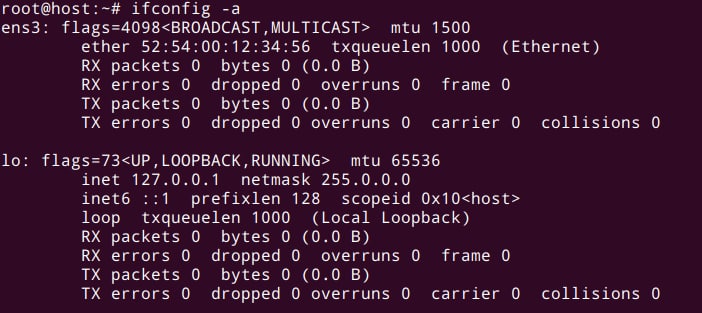 root@host:~# ifconfig -a
ens3: flags=4098<BROADCAST,MULTICAST>  mtu 1500
        ether 52:54:00:12:34:56  txqueuelen 1000  (Ethernet)
        RX packets 0  bytes 0 (0.0 B)
        RX errors 0  dropped 0  overruns 0  frame 0
        TX packets 0  bytes 0 (0.0 B)
        TX errors 0  dropped 0 overruns 0  carrier 0  collisions 0

lo: flags=73<UP,LOOPBACK,RUNNING>  mtu 65536
        inet 127.0.0.1  netmask 255.0.0.0
        inet6 ::1  prefixlen 128  scopeid 0x10<host>
        loop  txqueuelen 1000  (Local Loopback)
        RX packets 0  bytes 0 (0.0 B)
        RX errors 0  dropped 0  overruns 0  frame 0
        TX packets 0  bytes 0 (0.0 B)
        TX errors 0  dropped 0 overruns 0  carrier 0  collisions 0